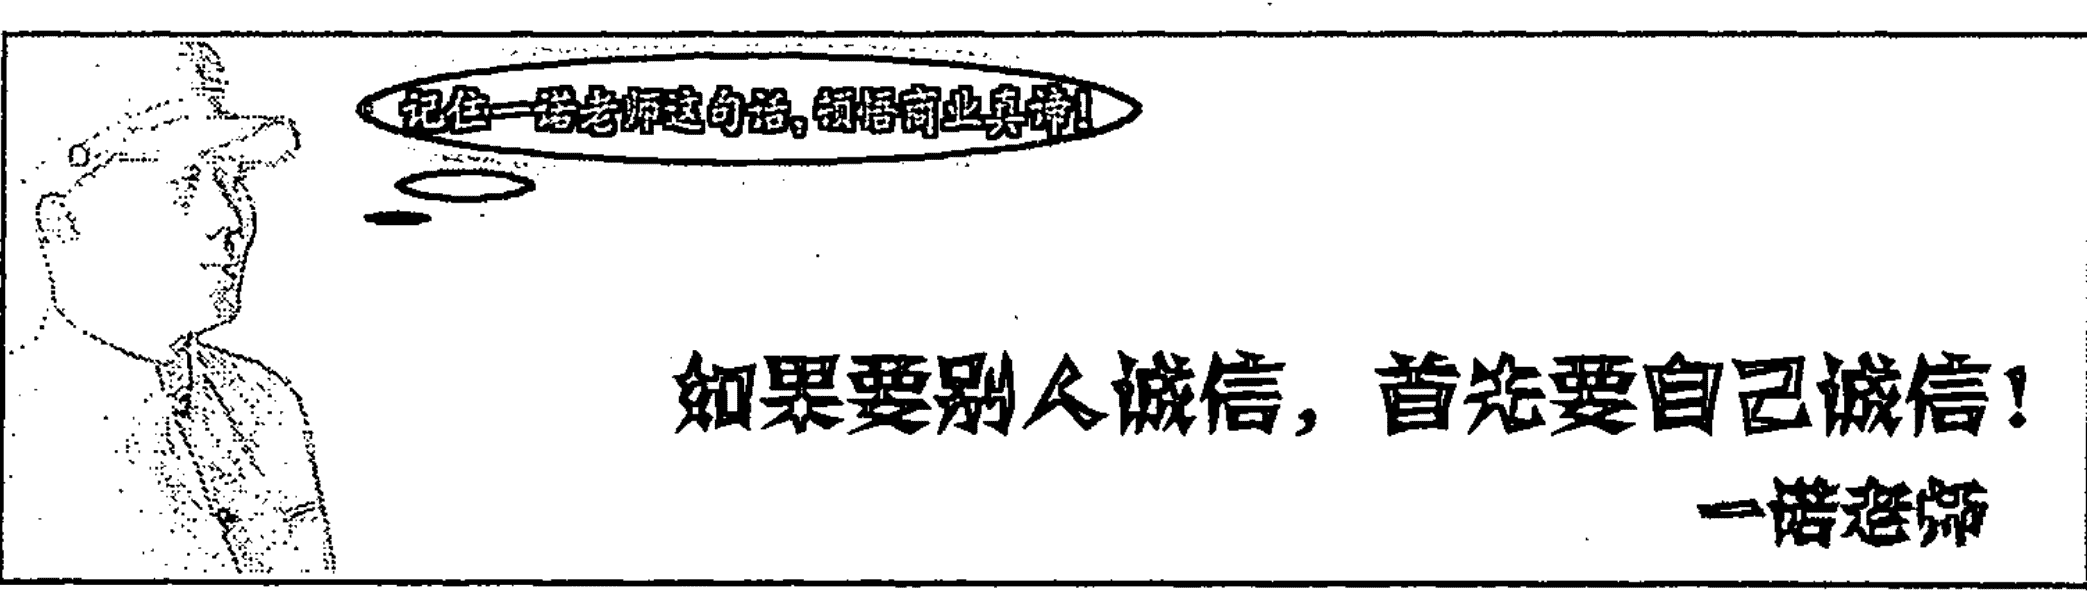 记住一诺老师这句话,顿悟商业真谛!
如果要别人诚信，首先要自己诚信！
一诺老师